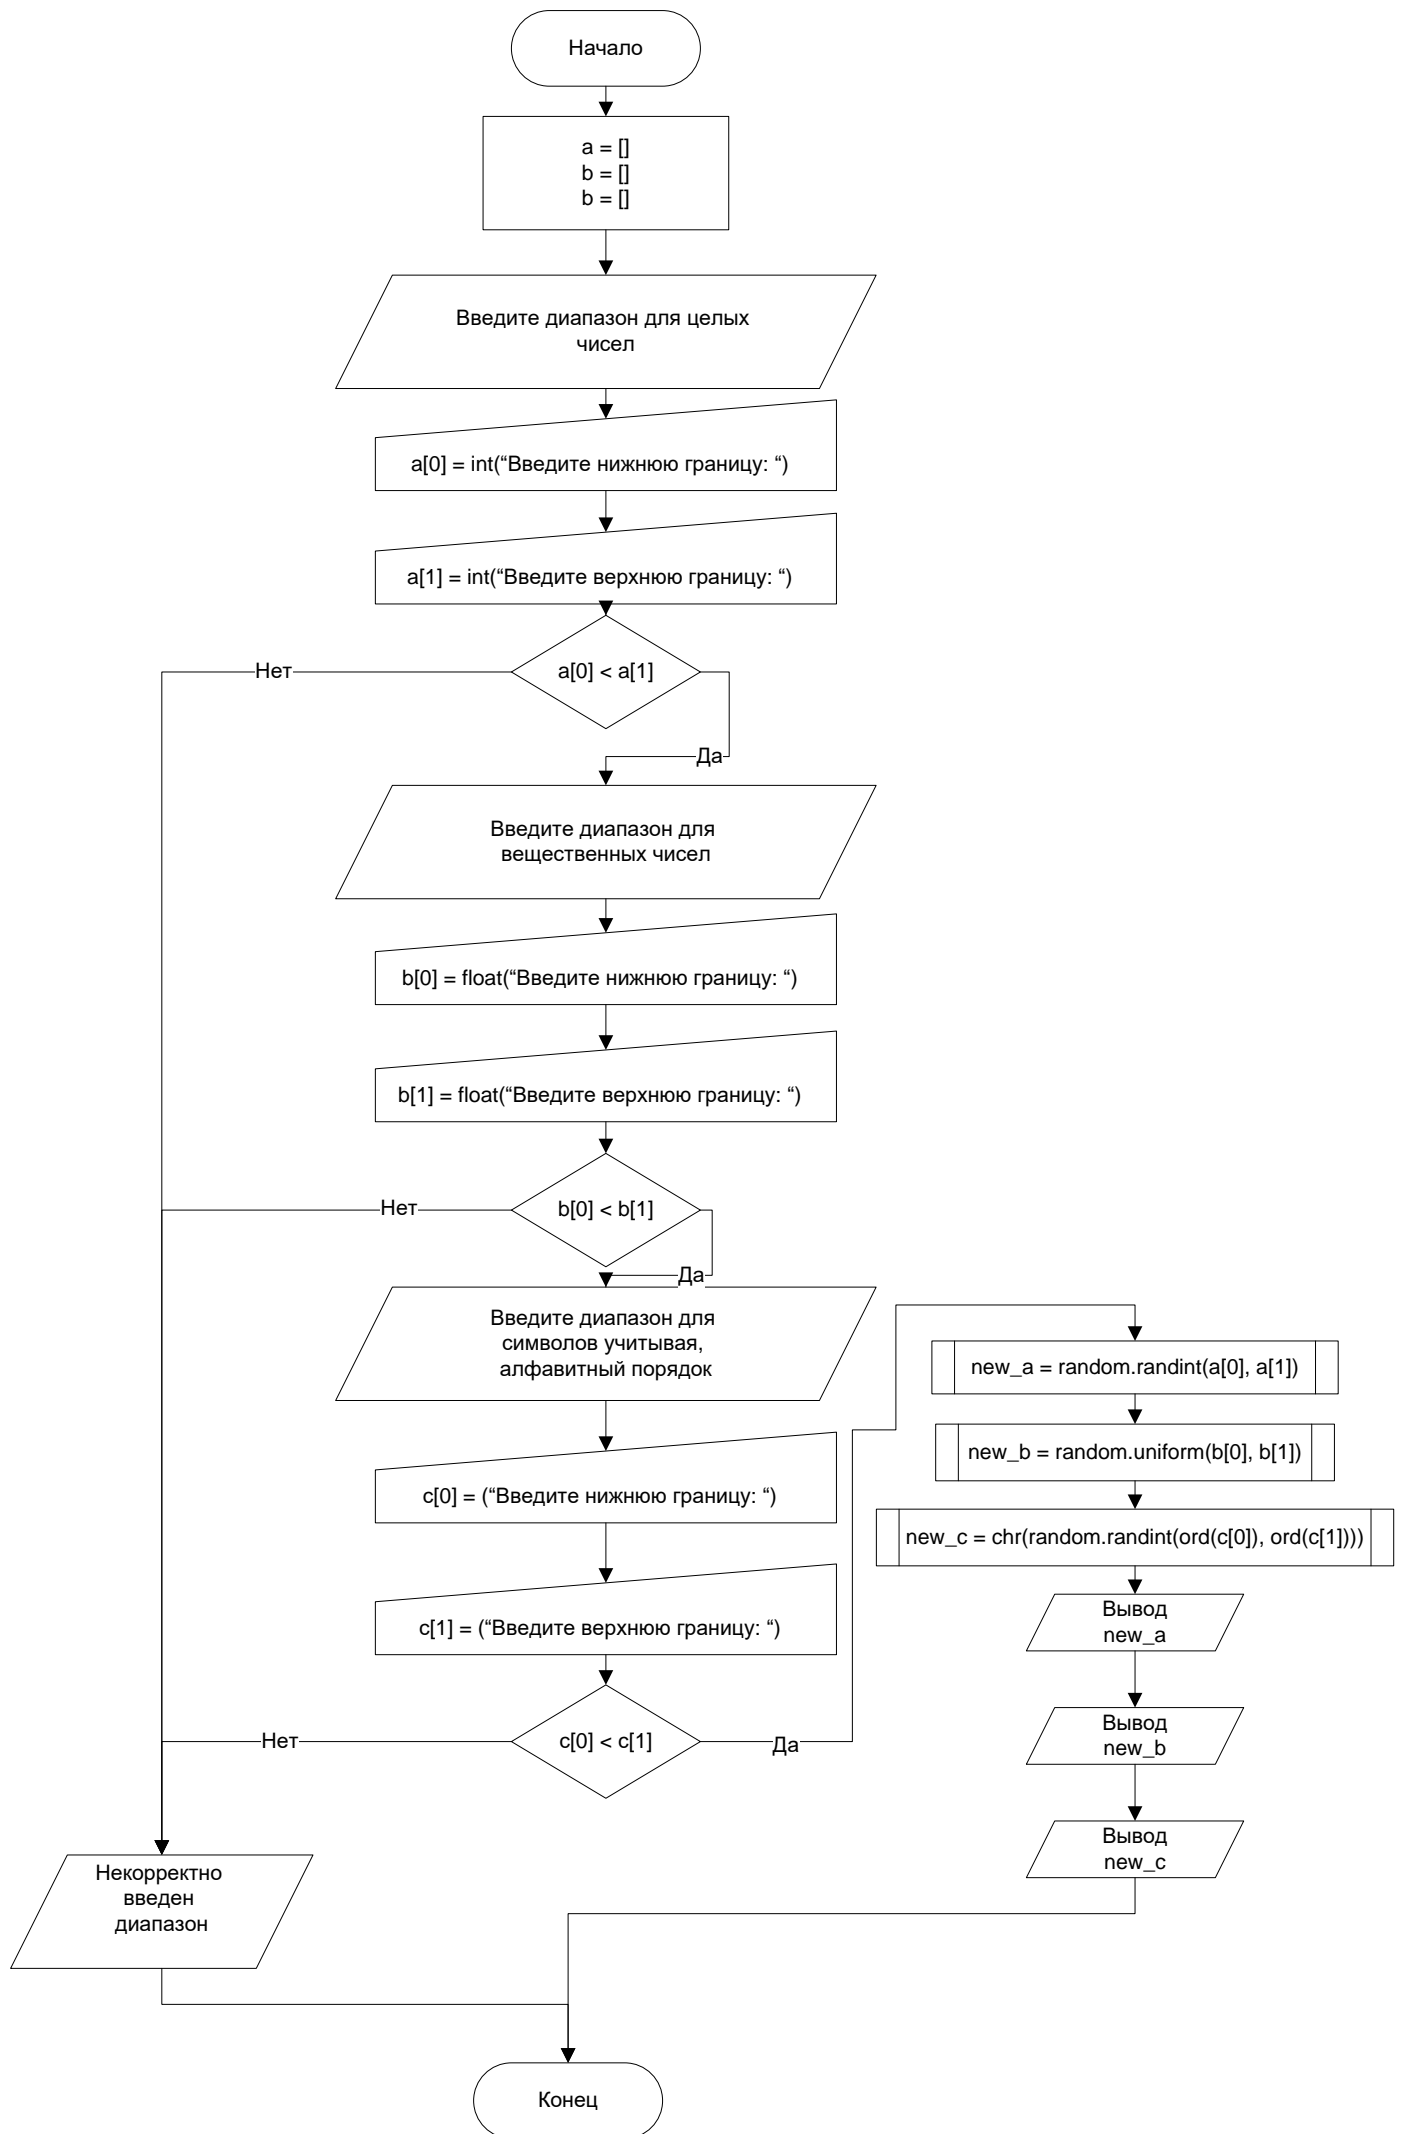 Начало
a = []
b = []
b = []
Введите диапазон для целых
чисел
a[0] = int(“Введите нижнюю границу: “)
a[1] = int(“Введите верхнюю границу: “)
Нет
a[0] < a[1]
Да
Введите диапазон для
вещественных чисел
b[0] = float(“Введите нижнюю границу: “)
b[1] = float(“Введите верхнюю границу: “)
Нет
b[0] < b[1]
Да
Введите диапазон для
символов учитывая,
алфавитный порядок
c[0] = (“Введите нижнюю границу: “)
c[1] = (“Введите верхнюю границу: “)
Нет
c[0] < c[1]
Да
new_a = random.randint(a[0], a[1])
new_b = random.uniform(b[0], b[1])
new_c = chr(random.randint(ord(c[0]), ord(c[1])))
Вывод
new_a
Вывод
new_b
Вывод
new_c
Некорректно
введен
диапазон
Конец